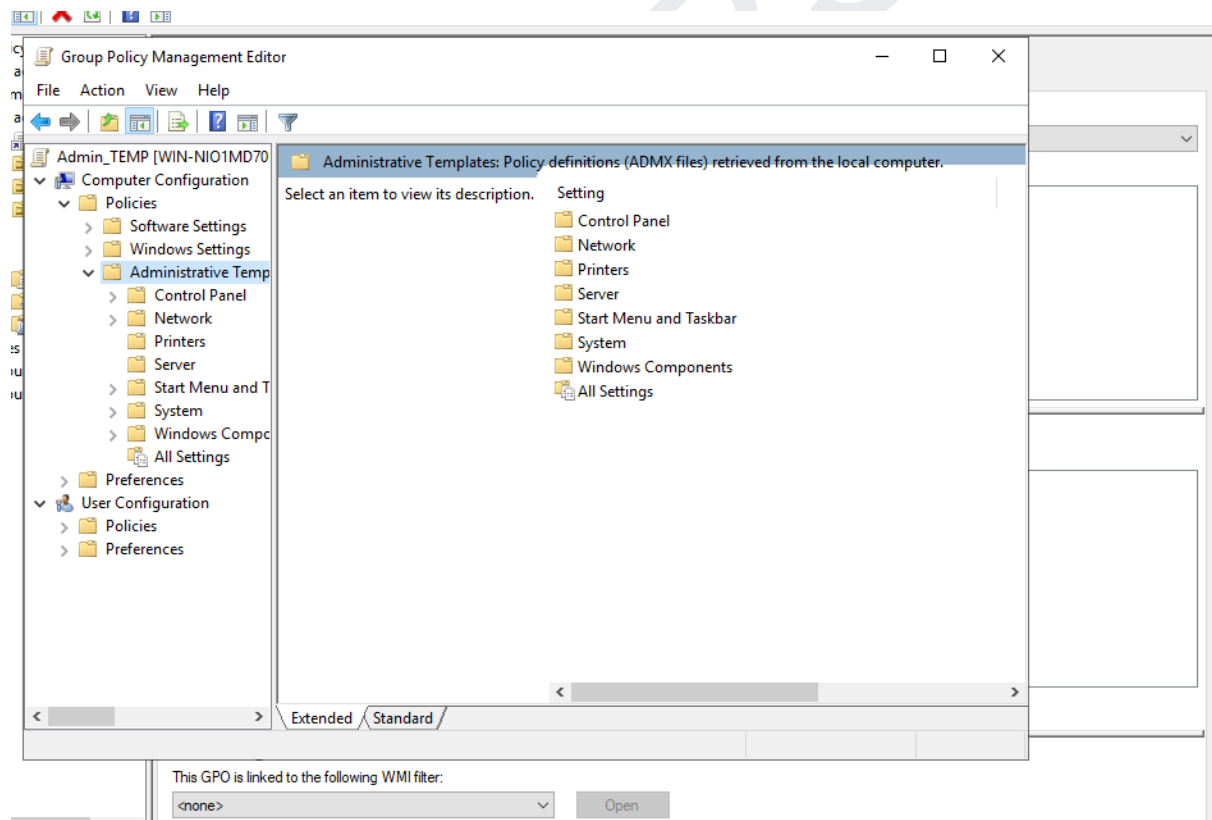 Group Policy Management Editor
File Action View Help
Admin_TEMP [WIN-NIO1MD70
Computer Configuration
Policies
Software Settings
Windows Settings
Administrative Temp
Control Panel
Network
Printers
Server
Start Menu and T
System
Windows Compo
All Settings
Preferences
User Configuration
Policies
Preferences
Administrative Templates: Policy definitions (ADMX files) retrieved from the local computer.
Select an item to view its description.
Setting
Control Panel
Network
Printers
Server
Start Menu and Taskbar
System
Windows Components
All Settings
Extended Standard
This GPO is linked to the following WMI filter:
<none>
Open